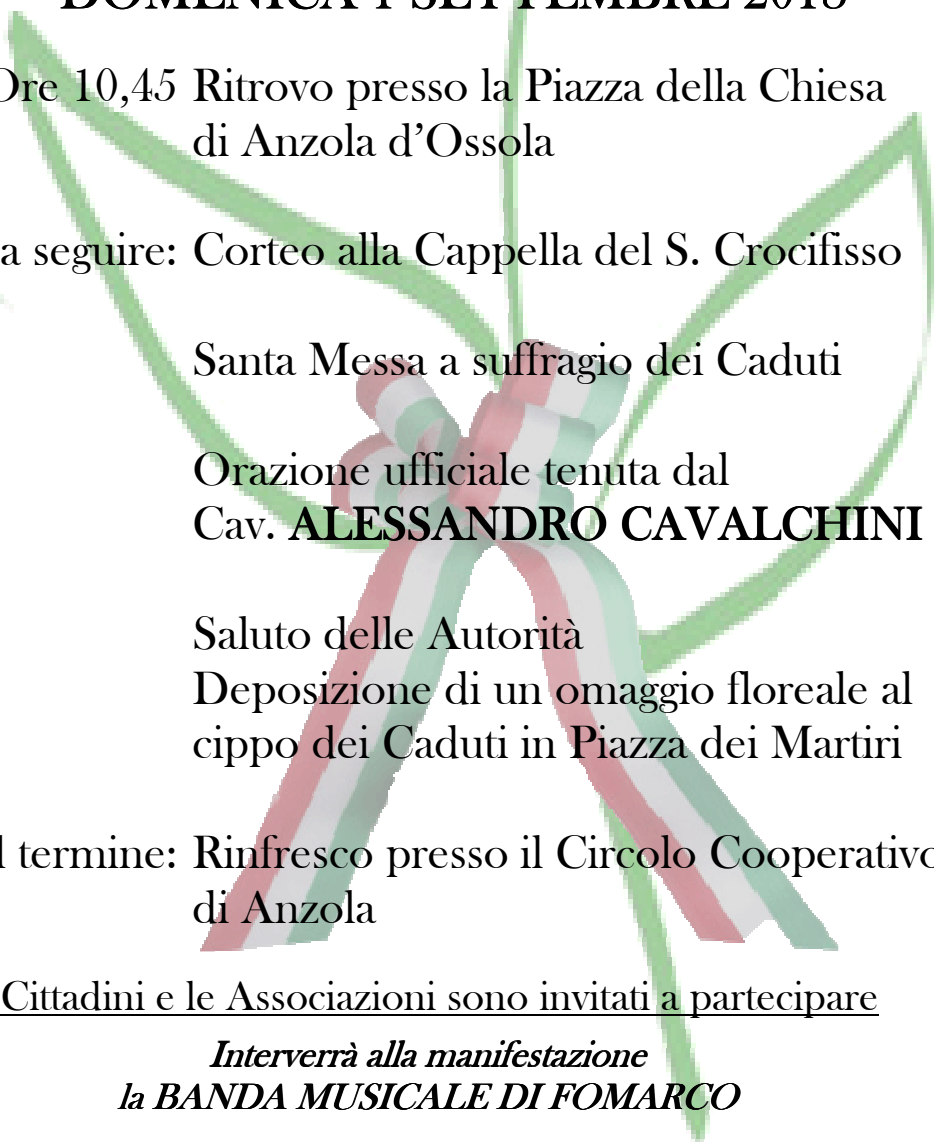 DOMENICA SETTEMBRE
Ore 10,45 Ritrovo presso la Piazza della Chiesa
di Anzola d’Ossola
a seguire: Corteo alla Cappella del S. Crocifisso
Santa Messa a suffragio dei Caduti
Orazione ufficiale tenuta dal
Cav. ALESSANDRO CAVALCHINI
Saluto delle Autorità
Deposizione di un omaggio floreale al
cippo dei Caduti in Piazza dei Martiri
l termine: Rinfresco presso il Circolo Cooperativo
di Anzola
Cittadini e le Associazioni sono invitati a partecipare
Interverrà alla manifestazione
la BANDA MUSICALE DI FOMARCO